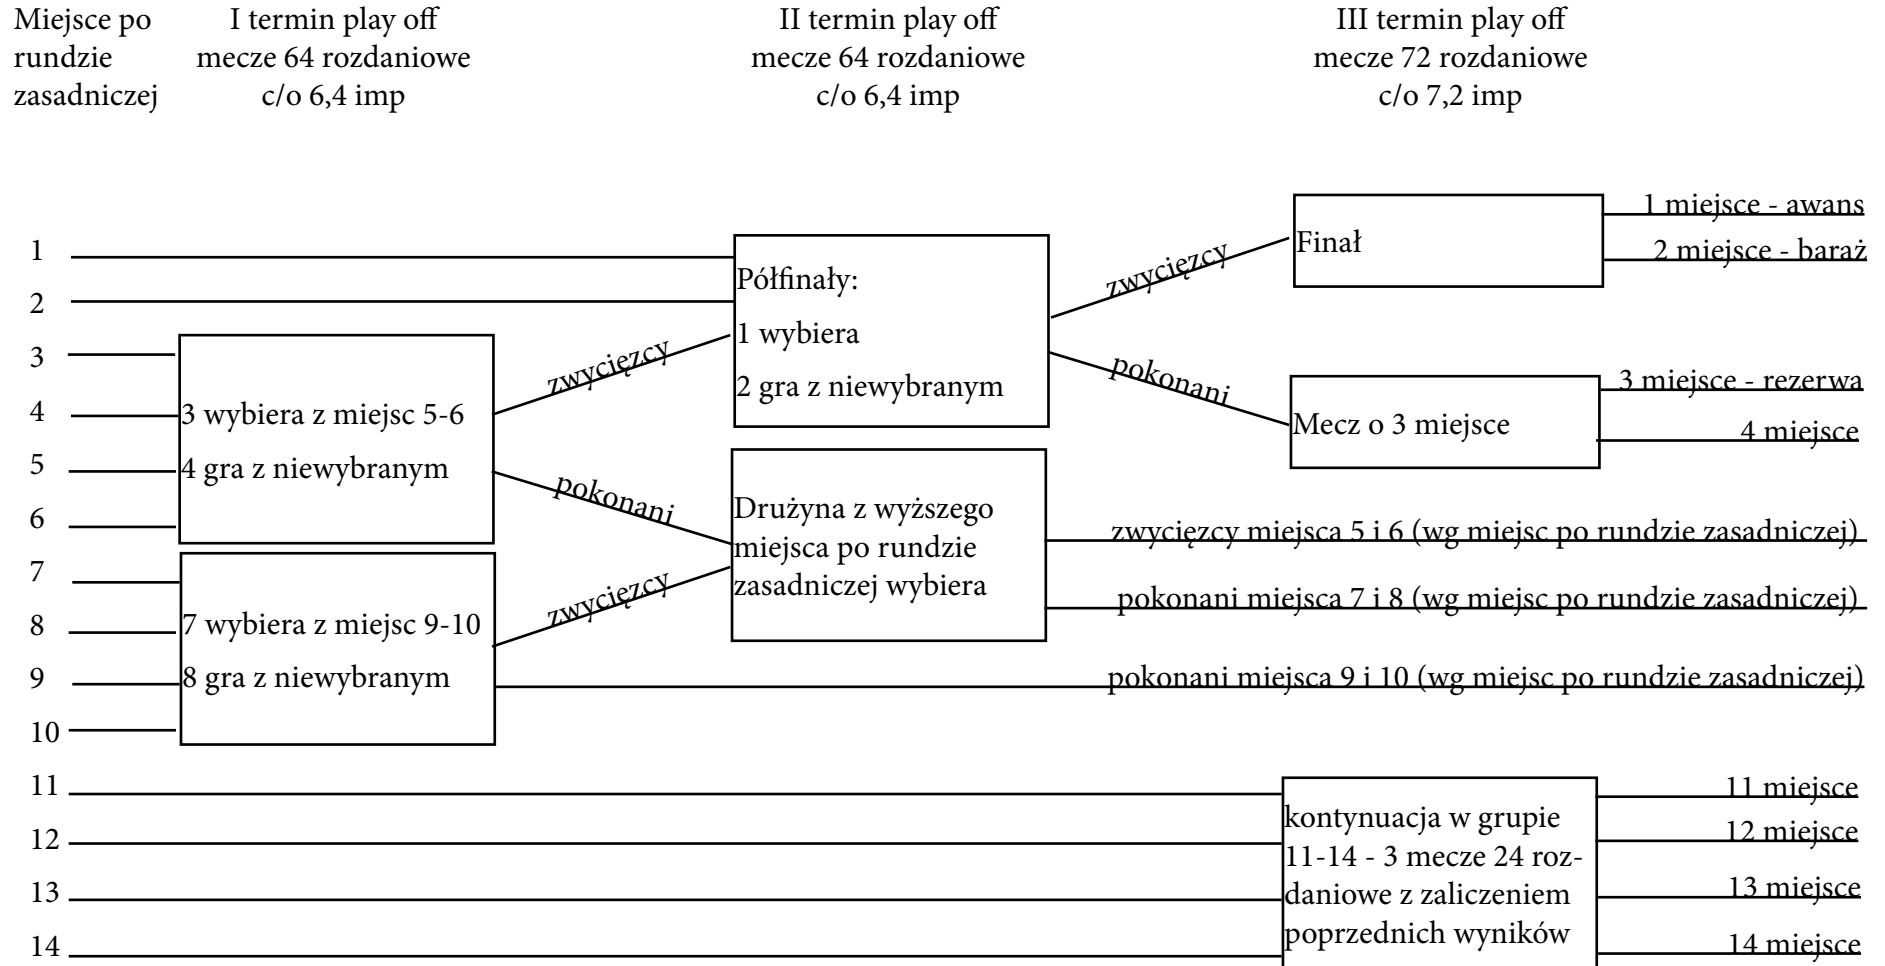 Miejsce po
rundzie
zasadniczej
I termin play off
mecze 64 rozdaniowe
c/o 6,4 imp
II termin play off
mecze 64 rozdaniowe
c/o 6,4 imp
III termin play off
mecze 72 rozdaniowe
c/o 7,2 imp
1
2
3
4
5
6
7
8
9
10
11
12
13
14
3 wybiera z miejsc 5-6
4 gra z niewybranym
7 wybiera z miejsc 9-10
8 gra z niewybranym
zwycięzcy
pokonani
zwycięzcy
Półfinały:
1 wybiera
2 gra z niewybranym
Drużyna z wyższego
miejsca po rundzie
zasadniczej wybiera
zwycięzcy
pokonani
Finał
Mecz o 3 miejsce
1 miejsce - awans
2 miejsce - baraż
3 miejsce - rezerwa
4 miejsce
zwycięzcy miejsca 5 i 6 (wg miejsc po rundzie zasadniczej)
pokonani miejsca 7 i 8 (wg miejsc po rundzie zasadniczej)
pokonani miejsca 9 i 10 (wg miejsc po rundzie zasadniczej)
kontynuacja w grupie
11-14 - 3 mecze 24 roz-
daniowe z zaliczeniem
poprzednich wyników
11 miejsce
12 miejsce
13 miejsce
14 miejsce